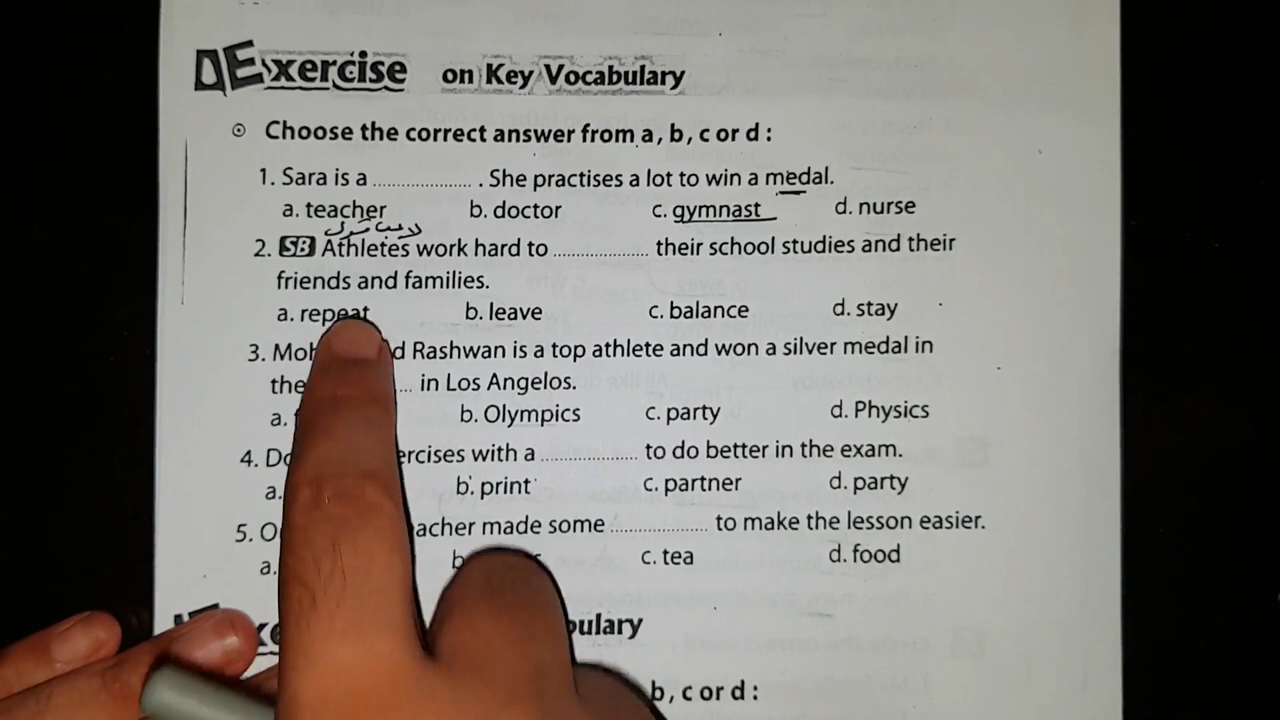 Exercise on Key Vocabulary
Choose the correct answer from a, b, c or d :
1. Sara is a .................... . She practises a lot to win a medal.
a. teacher b. doctor c. gymnast d. nurse
2. SB Athletes work hard to .................... their school studies and their
friends and families.
a. repeat b. leave c. balance d. stay
3. Rashwan is a top athlete and won a silver medal in
the ... in Los Angelos.
a. b. Olympics c. party d. Physics
4. with a .................... to do better in the exam.
a. b. print c. partner d. party
5. made some .................... to make the lesson easier.
a. b. c. tea d. food
b, c or d :